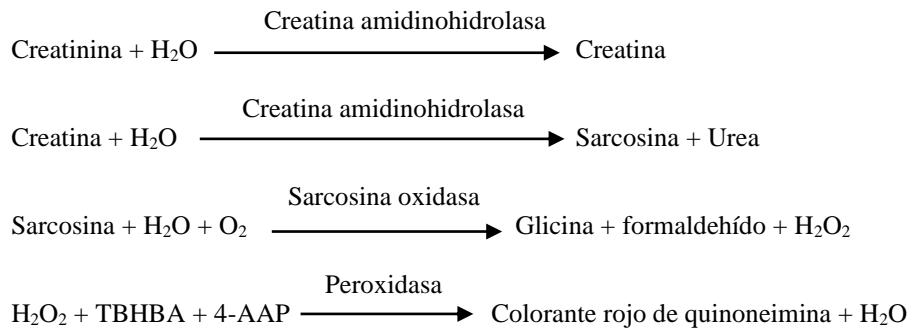 Creatina amidinohidrolasa
Creatinina + H₂O Creatina
Creatina amidinohidrolasa
Creatina + H₂O Sarcosina + Urea
Sarcosina oxidasa
Sarcosina + H₂O + O₂ Glicina + formaldehído + H₂O₂
Peroxidasa
H₂O₂ + TBHBA + 4-AAP Colorante rojo de quinoneimina + H₂O